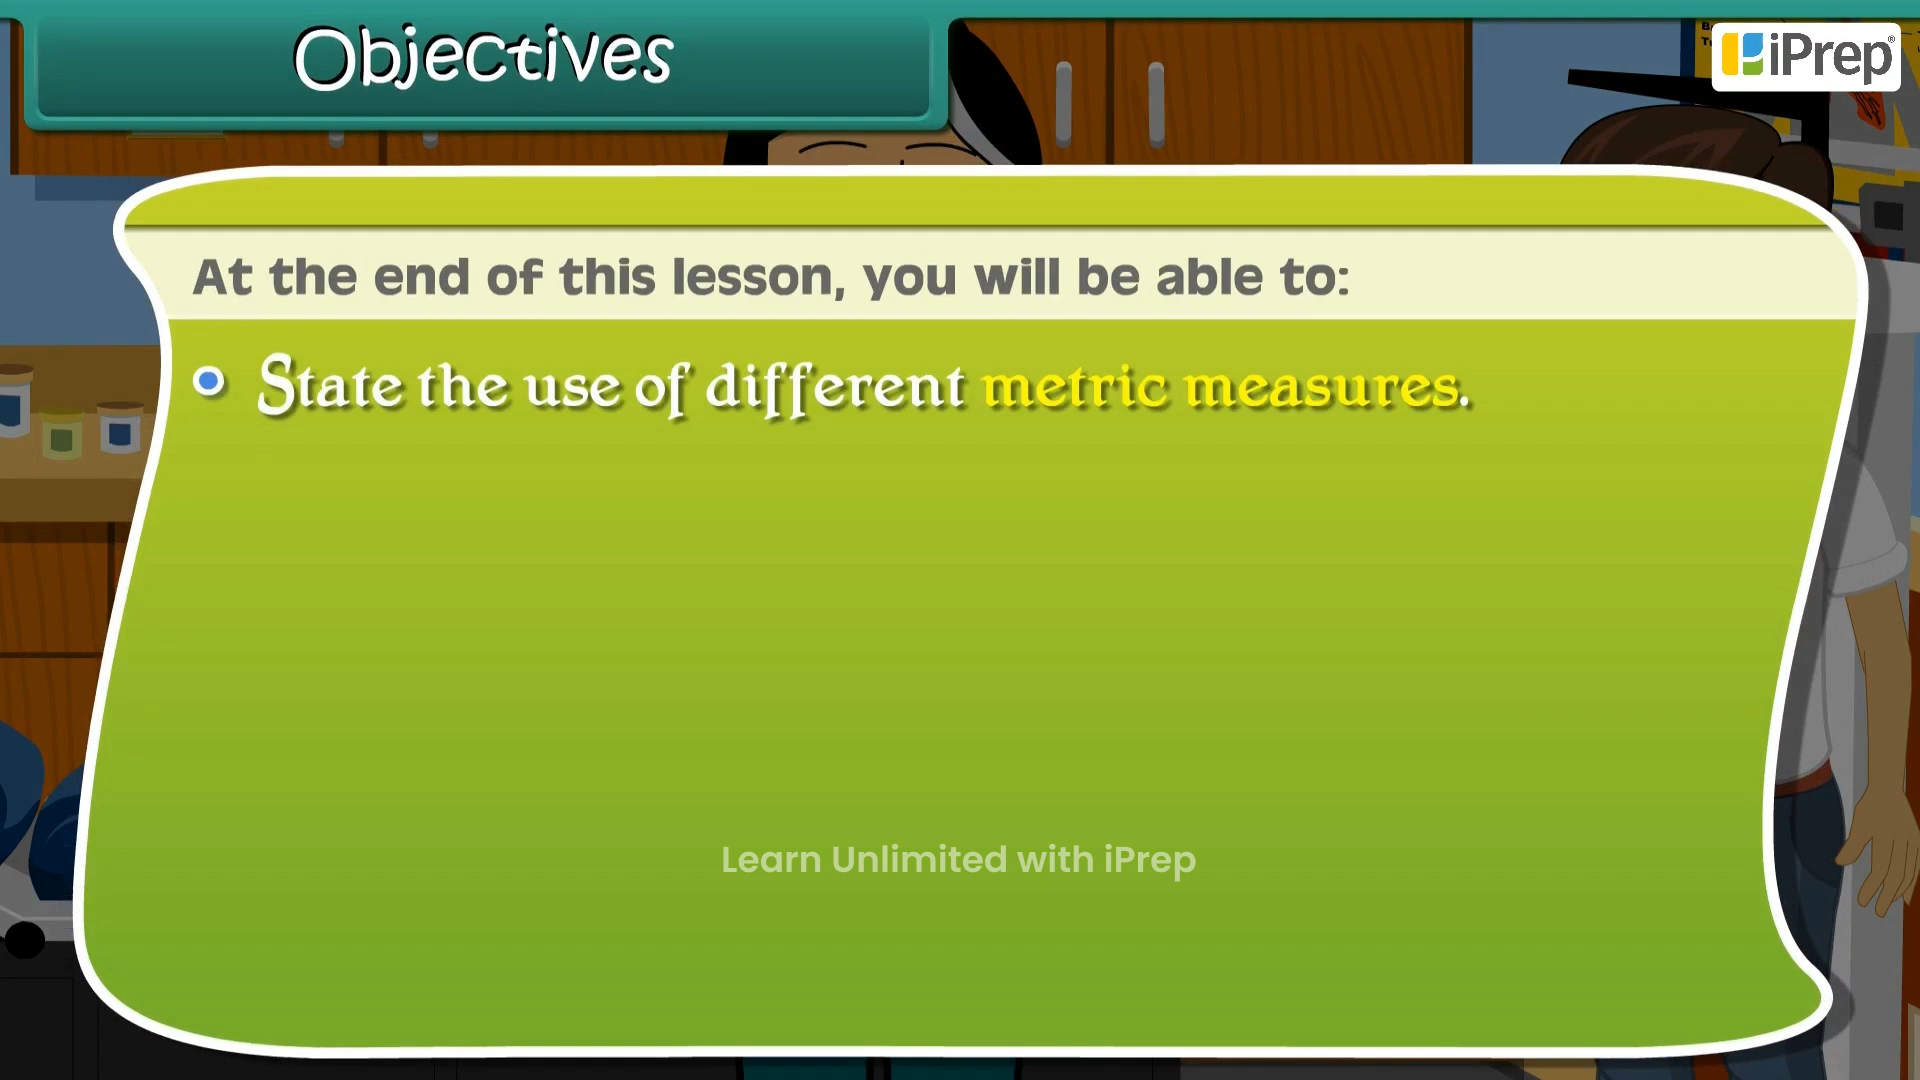 Objectives
iPrep®
At the end of this lesson, you will be able to:
State the use of different metric measures.
Learn Unlimited with iPrep